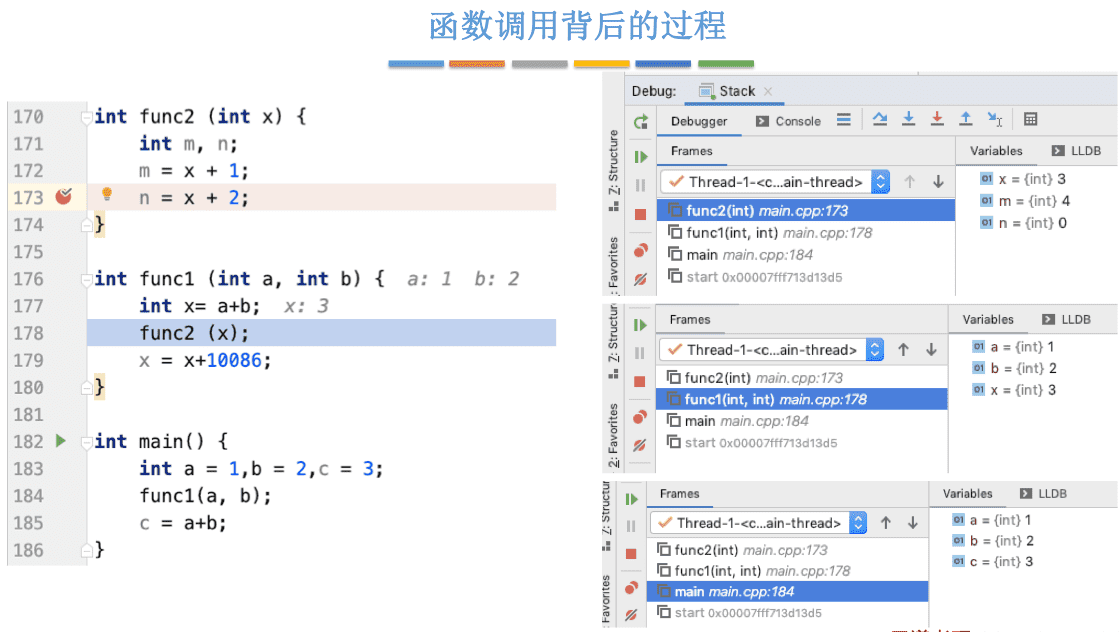 函数调用背后的过程
170 int func2 (int x) {
171 int m, n;
172 m = x + 1;
173 n = x + 2;
174 }
175
176 int func1 (int a, int b) { a: 1 b: 2
177 int x= a+b; x: 3
178 func2 (x);
179 x = x+10086;
180 }
181
182 int main() {
183 int a = 1,b = 2,c = 3;
184 func1(a, b);
185 c = a+b;
186 }
Debug: Stack
Debugger Console
Frames Variables LLDB
Thread-1-<c...ain-thread>
x = {int} 3
m = {int} 4
n = {int} 0
func2(int) main.cpp:173
func1(int, int) main.cpp:178
main main.cpp:184
start 0x00007fff713d13d5
Z: Structure
: Favorites
Frames Variables LLDB
Thread-1-<c...ain-thread>
a = {int} 1
b = {int} 2
x = {int} 3
func2(int) main.cpp:173
func1(int, int) main.cpp:178
main main.cpp:184
start 0x00007fff713d13d5
Z: Structure
2: Favorites
Frames Variables LLDB
Thread-1-<c...ain-thread>
a = {int} 1
b = {int} 2
c = {int} 3
func2(int) main.cpp:173
func1(int, int) main.cpp:178
main main.cpp:184
start 0x00007fff713d13d5
Z: Structur
Favorites